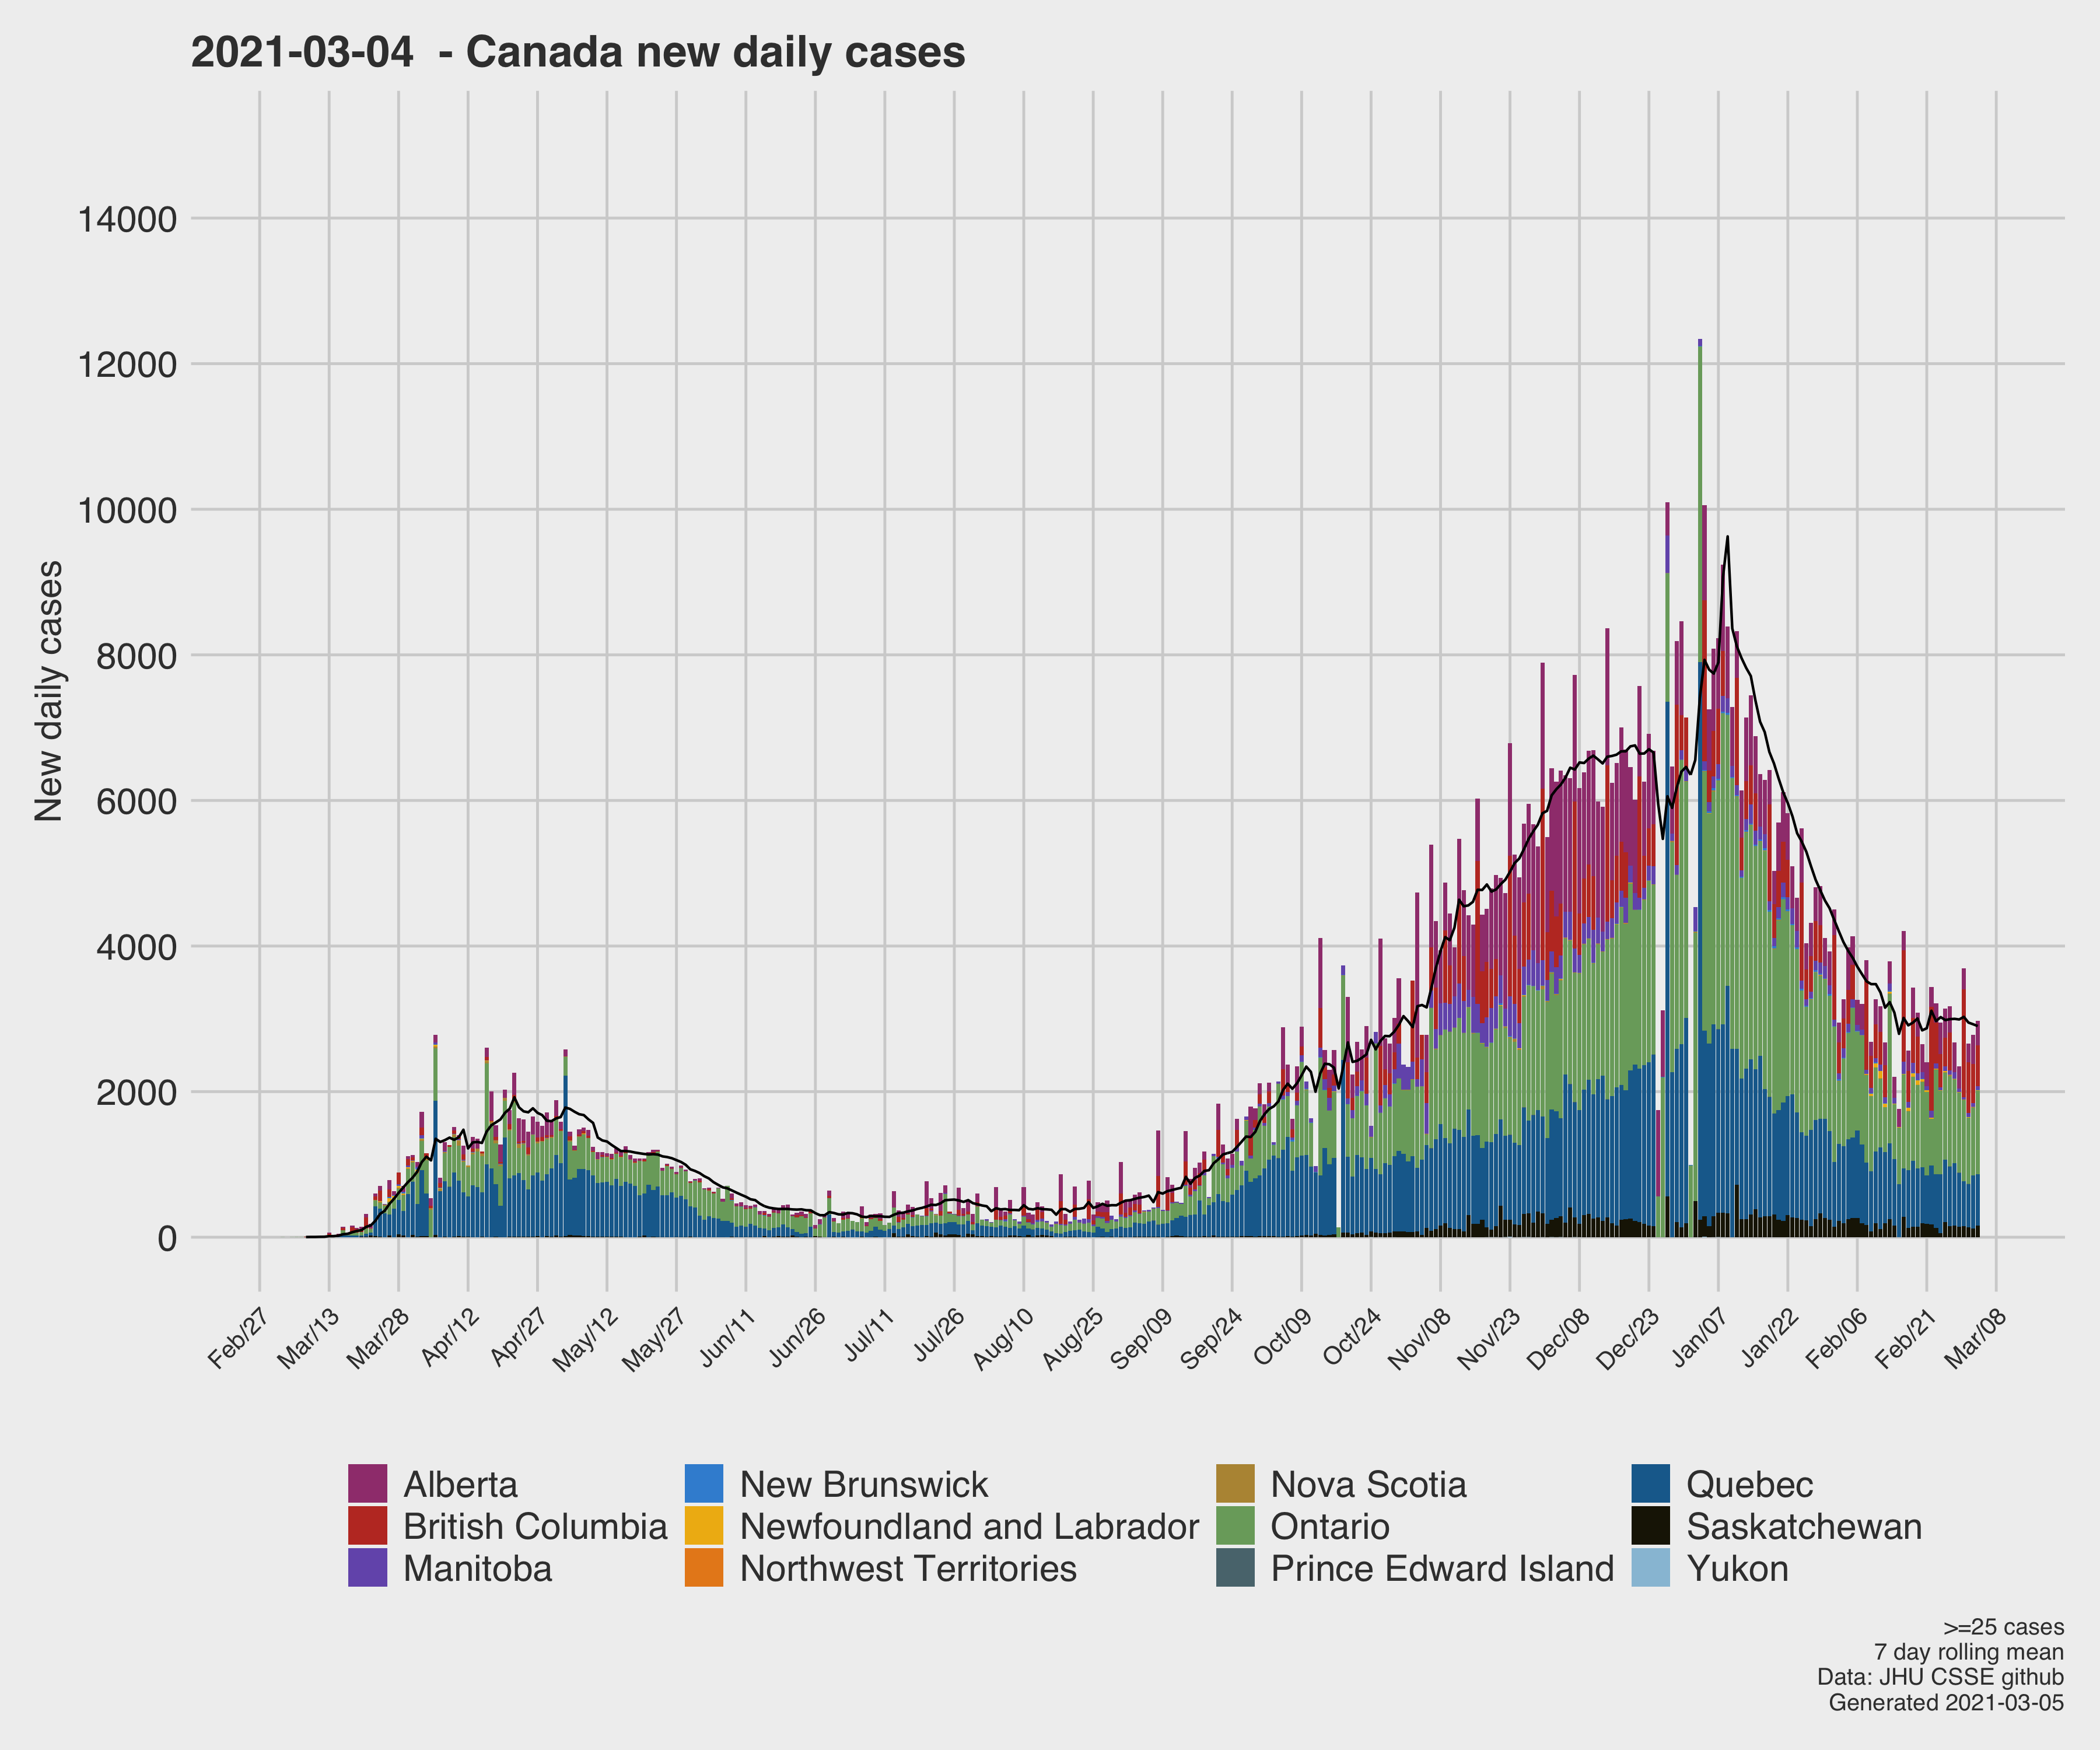 2021-03-04 - Canada new daily cases
New daily cases
14000
12000
10000
8000
6000
4000
2000
0
Feb/27 Mar/13 Mar/28 Apr/12 Apr/27 May/12 May/27 Jun/11 Jun/26 Jul/11 Jul/26 Aug/10 Aug/25 Sep/09 Sep/24 Oct/09 Oct/24 Nov/08 Nov/23 Dec/08 Dec/23 Jan/07 Jan/22 Feb/06 Feb/21 Mar/08
Alberta New Brunswick Nova Scotia Quebec
British Columbia Newfoundland and Labrador Ontario Saskatchewan
Manitoba Northwest Territories Prince Edward Island Yukon
>=25 cases
7 day rolling mean
Data: JHU CSSE github
Generated 2021-03-05